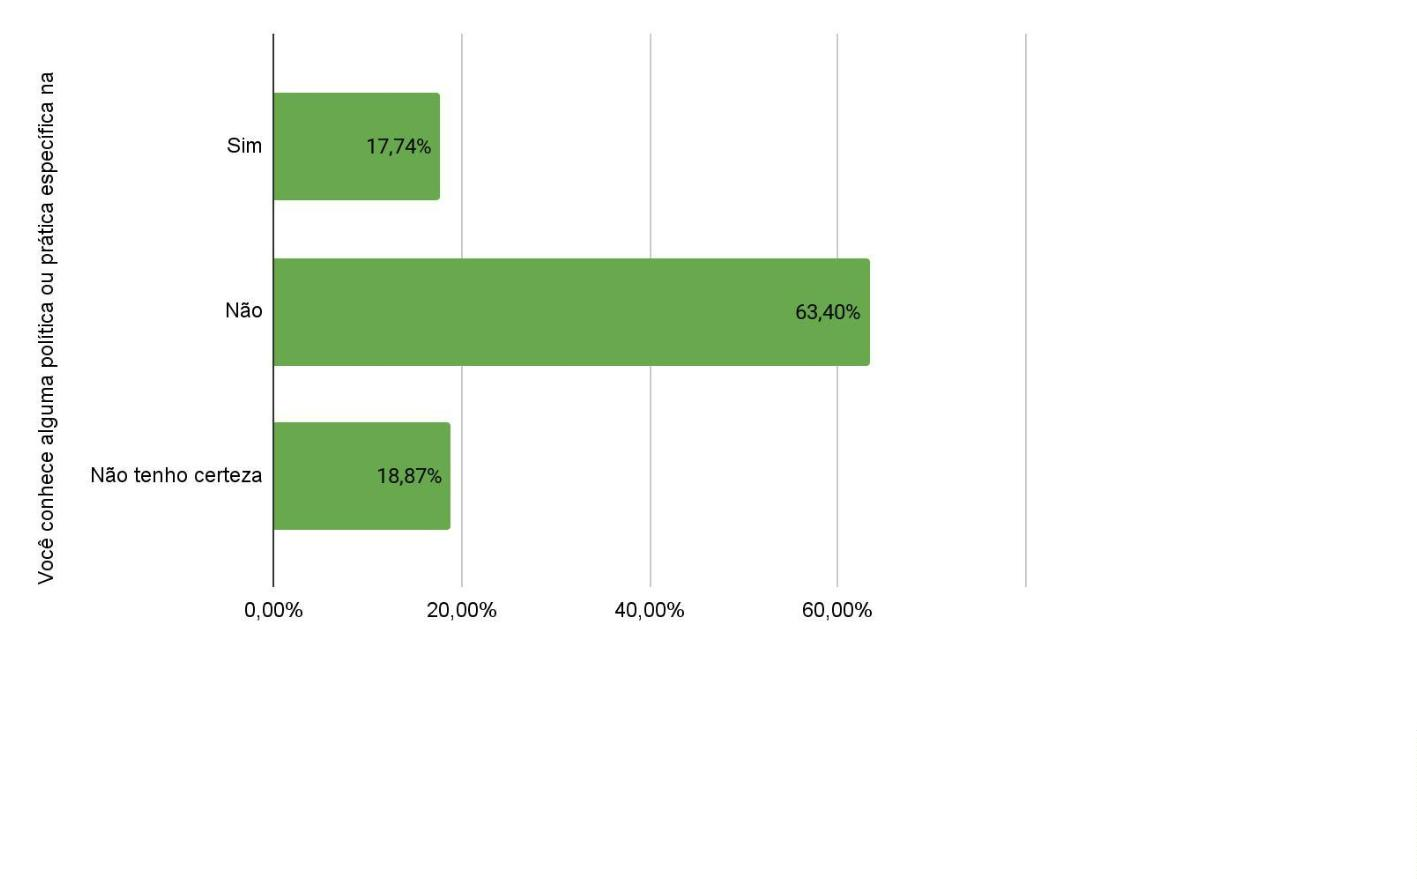 Você conhece alguma política ou prática específica na
Sim
17,74%
Não
63,40%
Não tenho certeza
18,87%
0,00%
20,00%
40,00%
60,00%